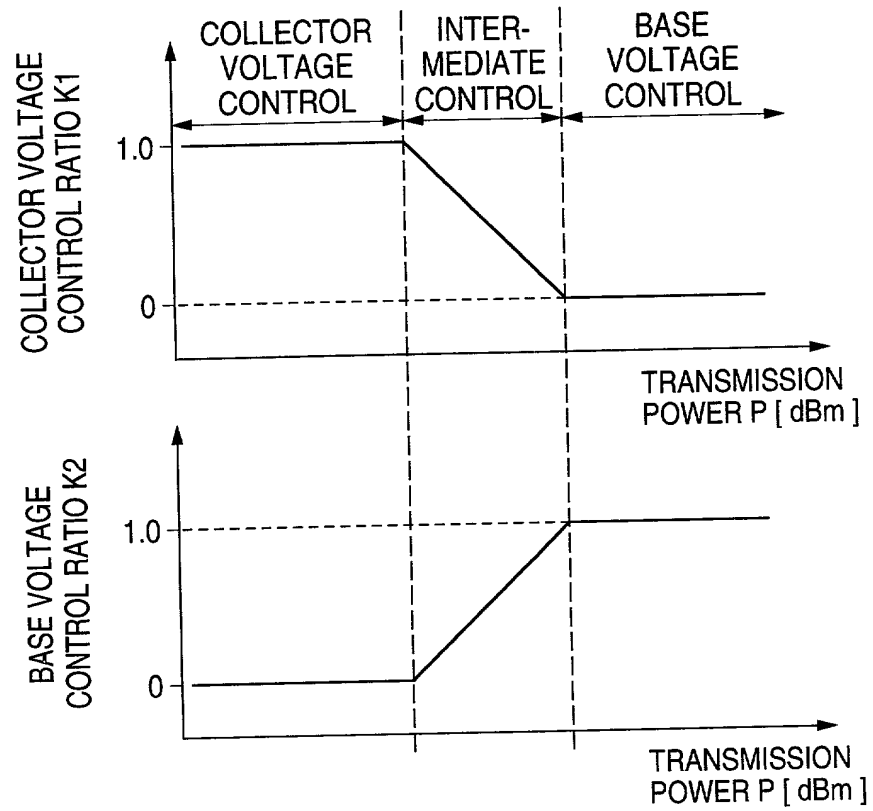 COLLECTOR
VOLTAGE
CONTROL
INTER-
MEDIATE
CONTROL
BASE
VOLTAGE
CONTROL
COLLECTOR VOLTAGE
CONTROL RATIO K1
1.0
0
TRANSMISSION
POWER P [ dBm ]
BASE VOLTAGE
CONTROL RATIO K2
1.0
0
TRANSMISSION
POWER P [ dBm ]